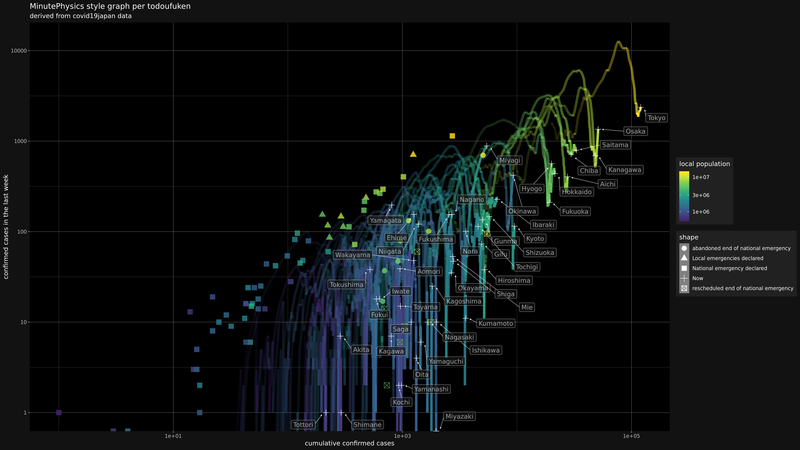 MinutePhysics style graph per todoufuken
derived from covid19japan data
confirmed cases in the last week
10000
1000
100
10
1
Tokyo
Osaka
Saitama
Kanagawa
Chiba
Aichi
Hokkaido
Hyogo
Fukuoka
Miyagi
Nagano
Okinawa
Ibaraki
Yamagata
Ehime
Fukushima
Kyoto
Gunma
Niigata
Nara
Gifu
Shizuoka
Wakayama
Tochigi
Aomori
Tokushima
Okayama
Hiroshima
Iwate
Shiga
Kagoshima
Toyama
Mie
Fukui
Saga
Kumamoto
Nagasaki
Akita
Kagawa
Ishikawa
Yamaguchi
Oita
Yamanashi
Kochi
Miyazaki
Tottori
Shimane
1e+01
1e+03
1e+05
cumulative confirmed cases
local population
1e+07
3e+06
1e+06
shape
abandoned end of national emergency
Local emergencies declared
National emergency declared
Now
rescheduled end of national emergency